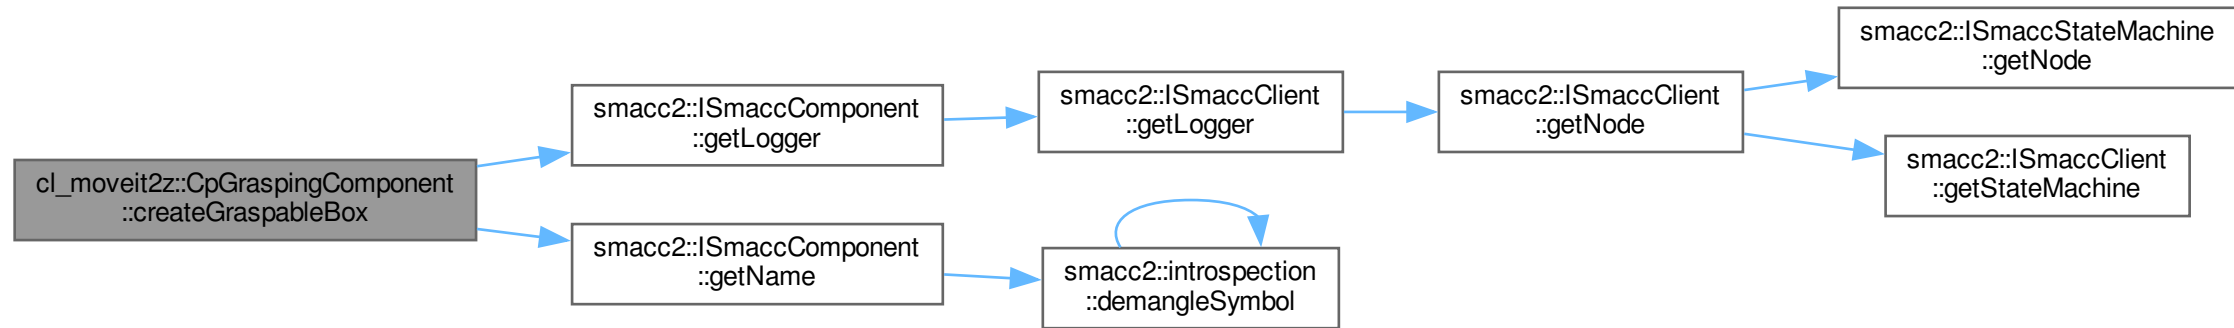 cl_moveit2z::CpGraspingComponent
::createGraspableBox
smacc2::ISmaccComponent
::getLogger
smacc2::ISmaccClient
::getLogger
smacc2::ISmaccClient
::getNode
smacc2::ISmaccStateMachine
::getNode
smacc2::ISmaccClient
::getStateMachine
smacc2::ISmaccComponent
::getName
smacc2::introspection
::demangleSymbol